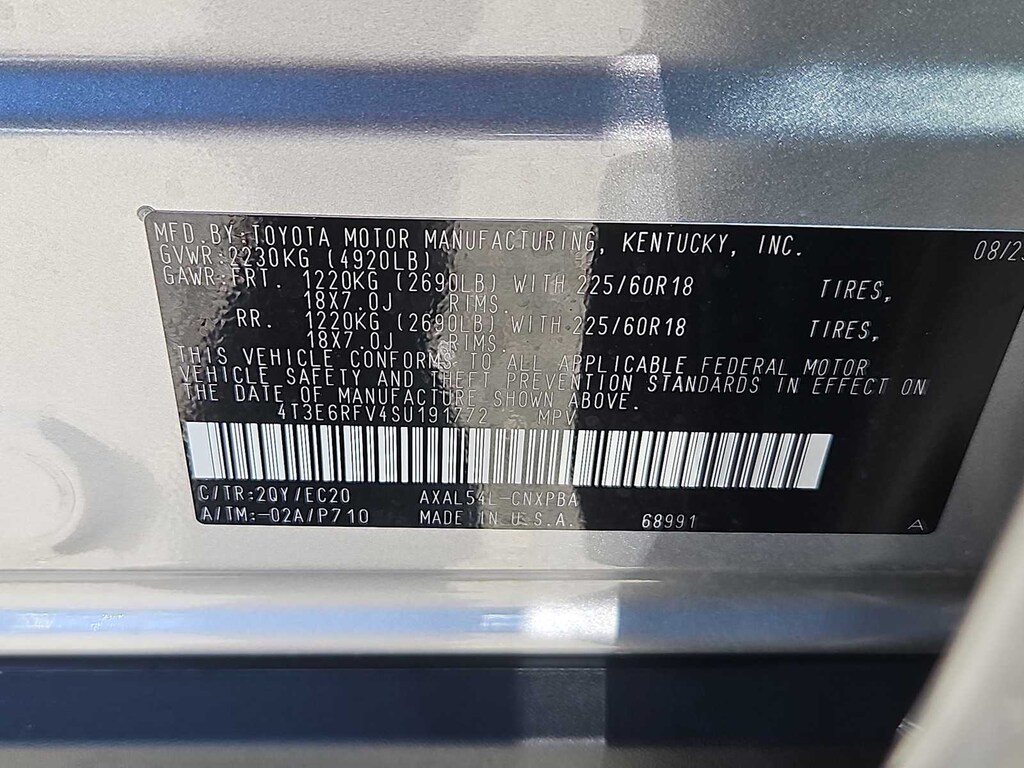 MFD.BY:TOYOTA MOTOR MANUFACTURING, KENTUCKY, INC. 08/2
GVWR:2230KG (4920LB)
GAWR:FRT. 1220KG (2690LB) WITH 225/60R18 TIRES,
18X7.0J RIMS.
RR. 1220KG (2690LB) WITH 225/60R18 TIRES,
18X7.0J RIMS.
THIS VEHICLE CONFORMS TO ALL APPLICABLE FEDERAL MOTOR
VEHICLE SAFETY AND THEFT PREVENTION STANDARDS IN EFFECT ON
THE DATE OF MANUFACTURE SHOWN ABOVE.
4T3E6RFV4SU191772 MPV
C/TR:2QY/EC20 AXAL54L-CNXPBA
A/TM:-02A/P710 MADE IN U.S.A. 68991 A